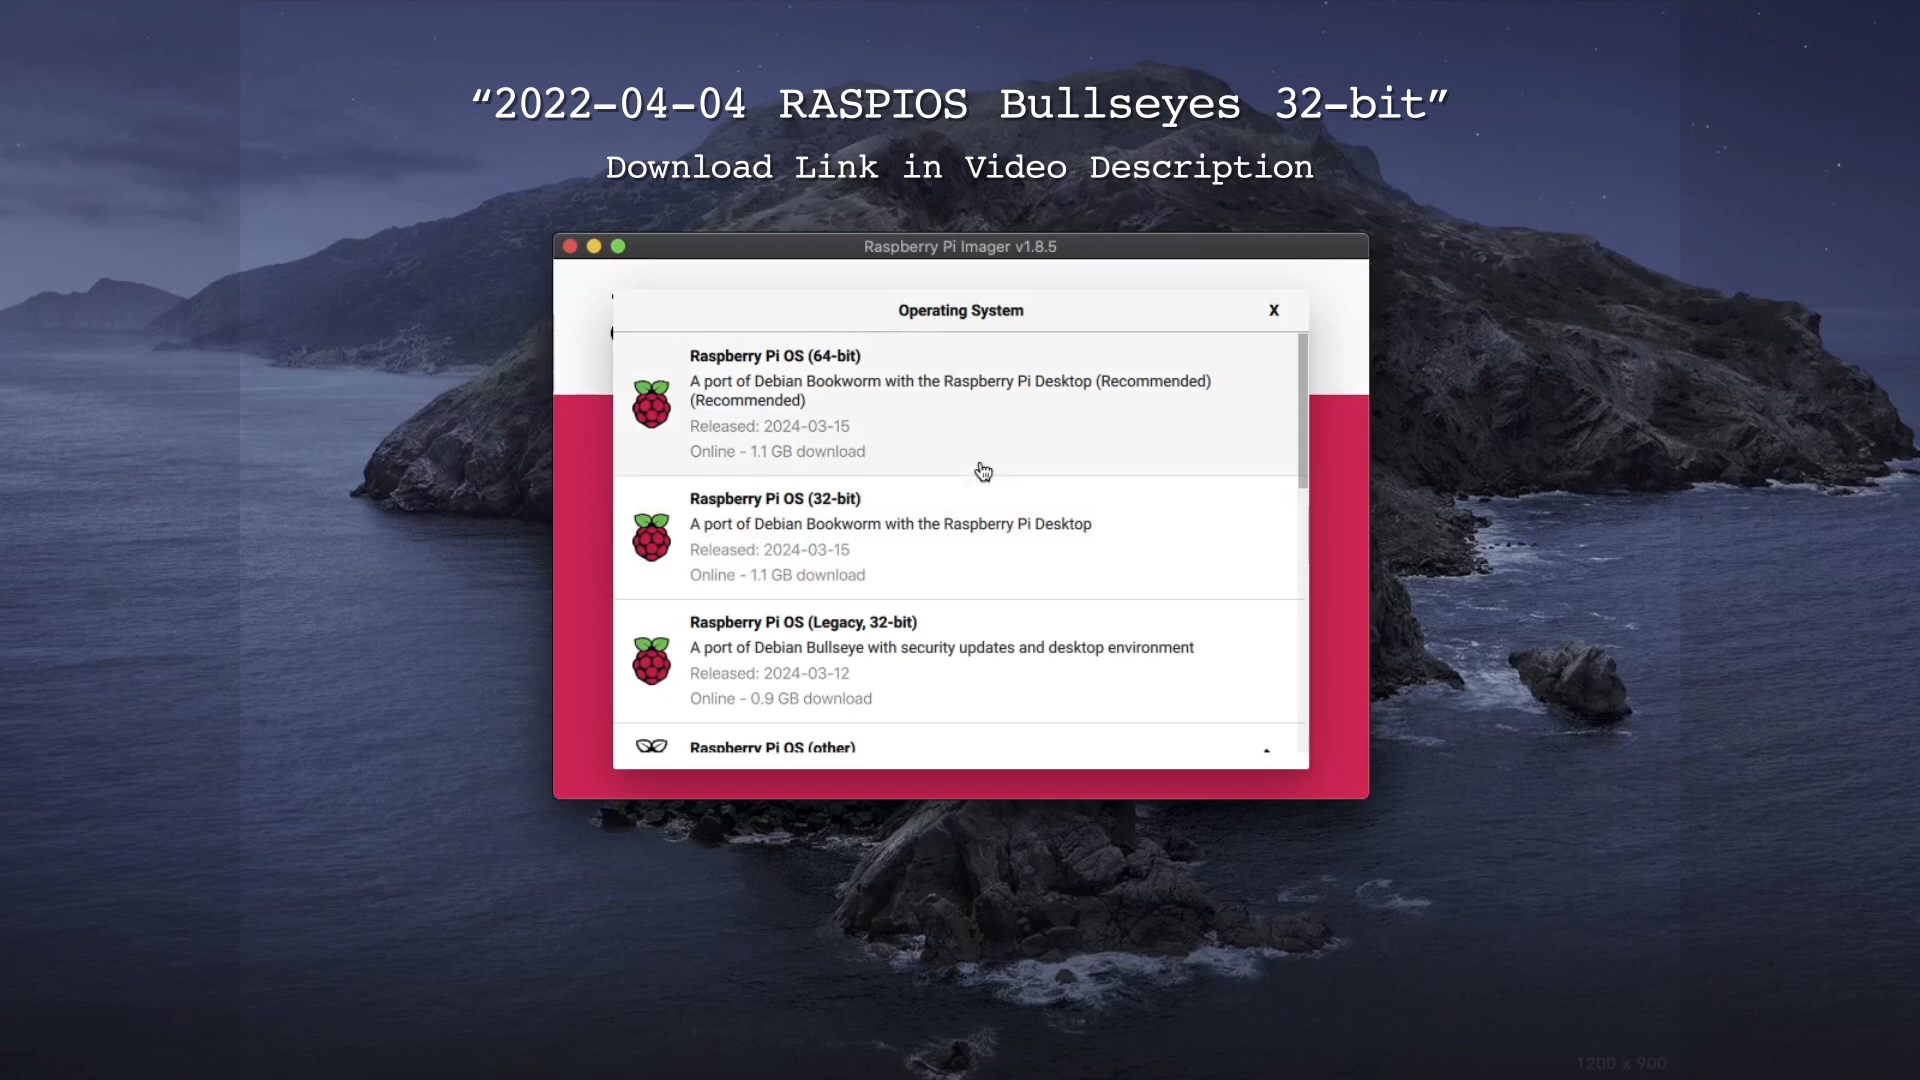 “2022-04-04 RASPIOS Bullseyes 32-bit”
Download Link in Video Description
Raspberry Pi Imager v1.8.5
Operating System X
Raspberry Pi OS (64-bit)
A port of Debian Bookworm with the Raspberry Pi Desktop (Recommended)
(Recommended)
Released: 2024-03-15
Online - 1.1 GB download
Raspberry Pi OS (32-bit)
A port of Debian Bookworm with the Raspberry Pi Desktop
Released: 2024-03-15
Online - 1.1 GB download
Raspberry Pi OS (Legacy, 32-bit)
A port of Debian Bullseye with security updates and desktop environment
Released: 2024-03-12
Online - 0.9 GB download
Raspberry Pi OS (other)
1200 x 900